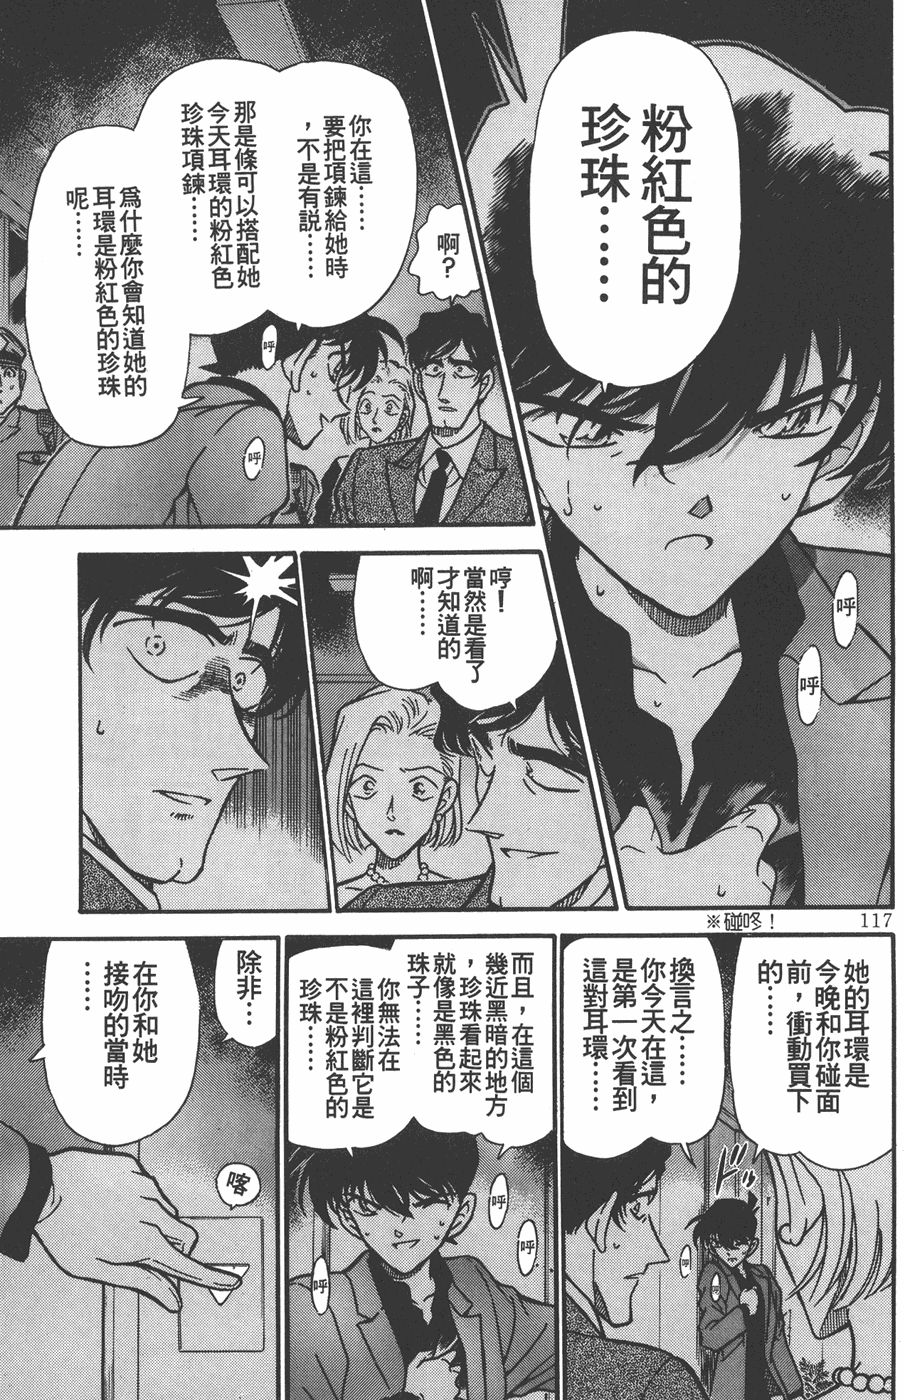 粉紅色的
珍珠……
啊？
你在這……
要把項鍊給她時
，不是有說……
那是條可以搭配她
今天耳環的粉紅色
珍珠項鍊……
為什麼你會知道她的
耳環是粉紅色的珍珠
呢……
呼
呼
呼
呼
哼！
當然是看了
才知道的
啊……
※碰咚！
117
她的耳環是
今晚和你碰面
前，衝動買下
的……
換言之……
你今天在這，
是第一次看到
這對耳環……
ドッ
呼
呼
而且，在這個
幾近黑暗的地方
，珍珠看起來
就像是黑色的
珠子…
你無法在
這裡判斷它是
不是粉紅色的
珍珠……
呼
呼
呼
除非…
在你和她
接吻的當時
……
喀